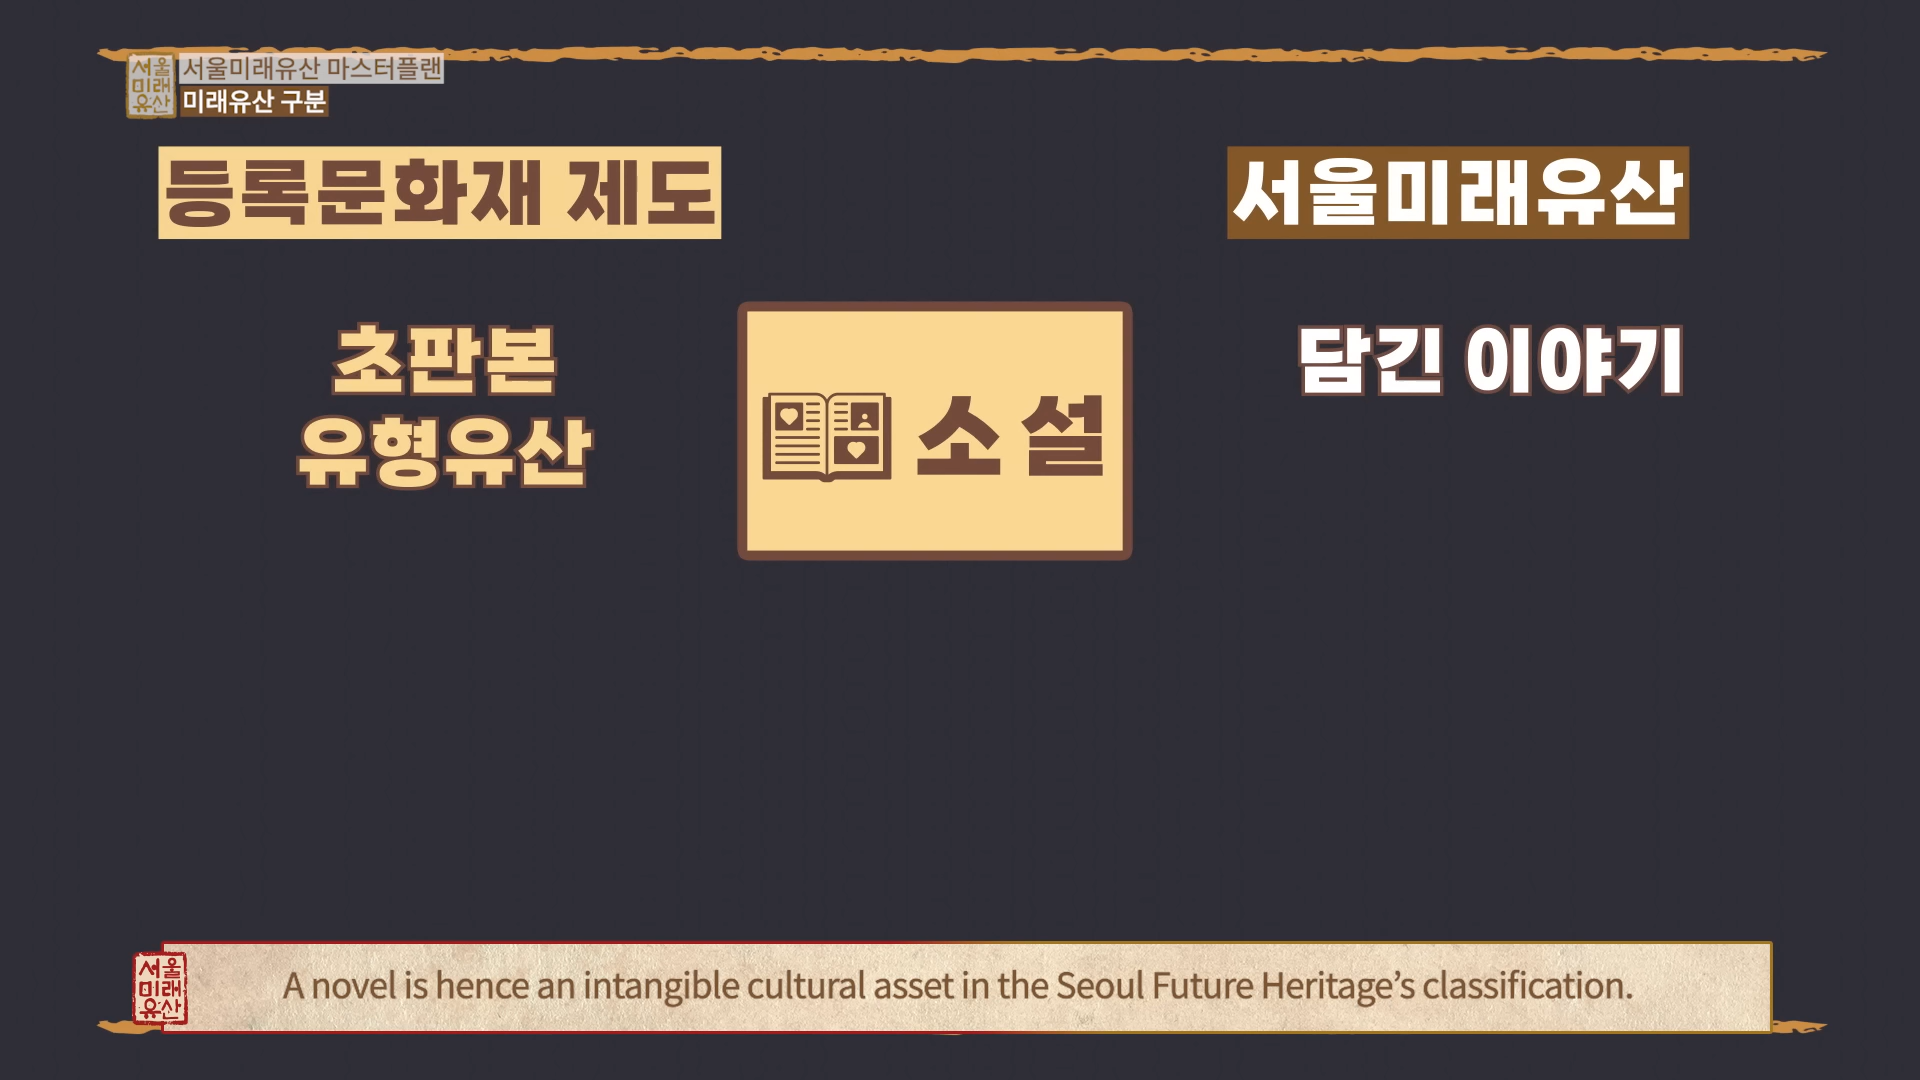 서울
미래
유산
서울미래유산 마스터플랜
미래유산 구분
등록문화재 제도
서울미래유산
초판본
유형유산
소설
담긴 이야기
서울
미래
유산
A novel is hence an intangible cultural asset in the Seoul Future Heritage’s classification.